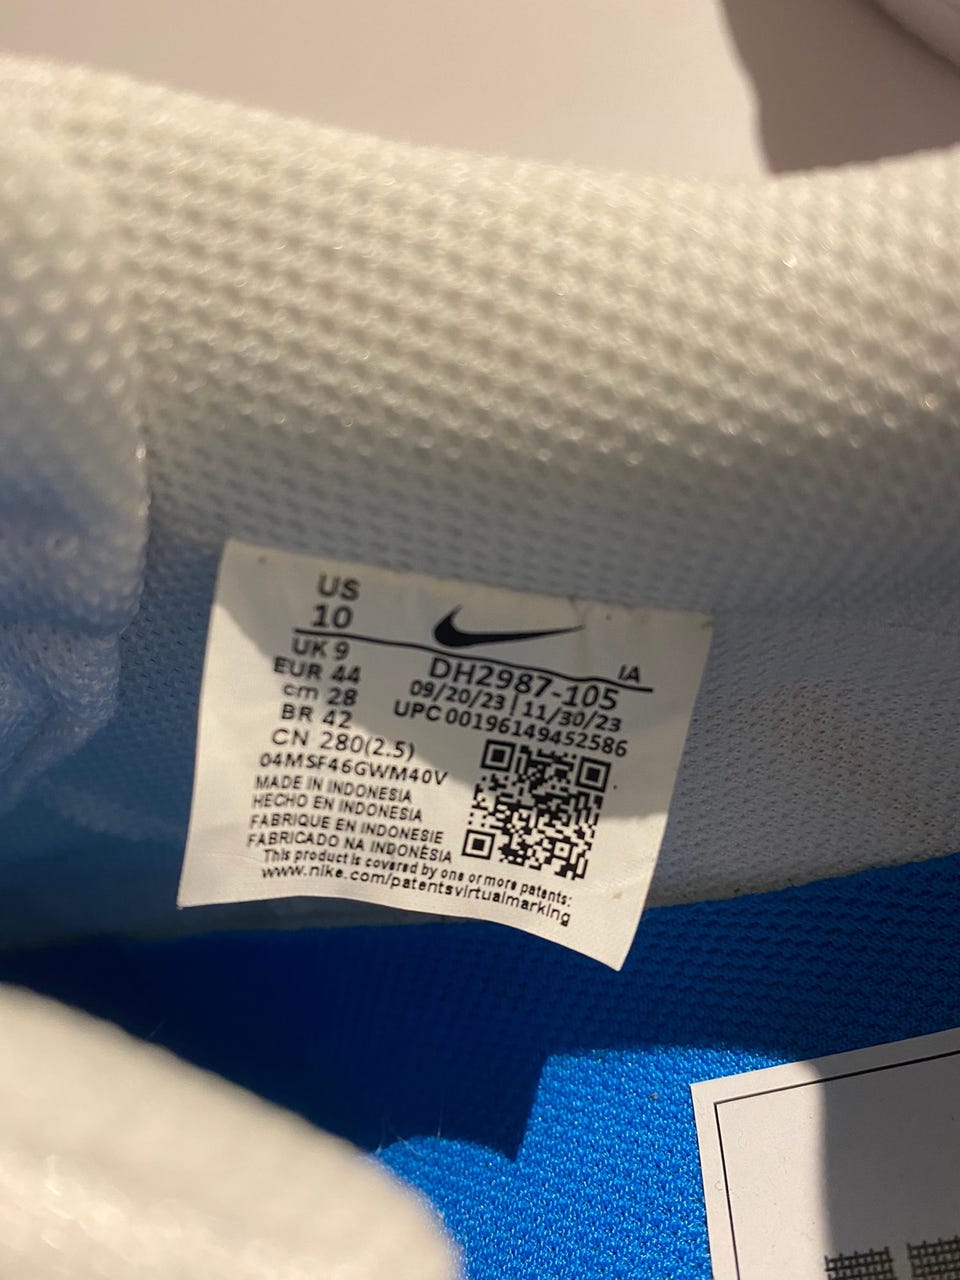 US
10
UK 9
EUR 44
cm 28
BR 42
CN 280(2.5)
04MSF46GWM40V
IA
DH2987-105
09/20/23 | 11/30/23
UPC 00196149452586
MADE IN INDONESIA
HECHO EN INDONESIA
FABRIQUE EN INDONESIE
FABRICADO NA INDONÉSIA
This product is covered by one or more patents:
www.nike.com/patentsvirtualmarking